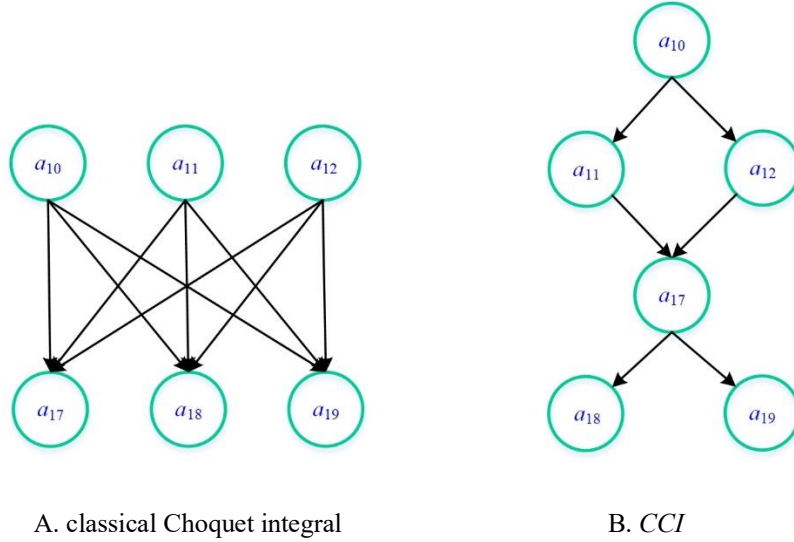 a10 a11 a12
a17 a18 a19
A. classical Choquet integral
a10
a11 a12
a17
a18 a19
B. CCI